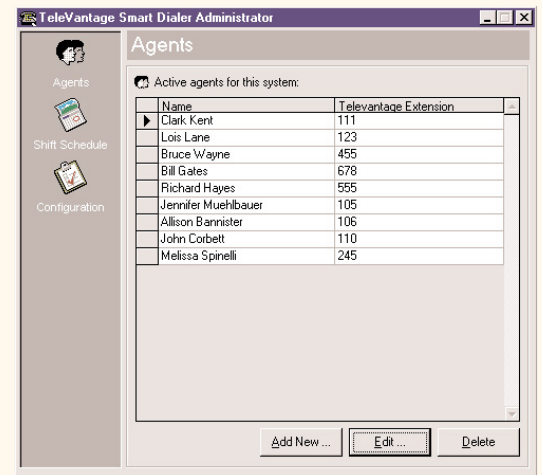 TeleVantage Smart Dialer Administrator
Agents
Agents
Shift Schedule
Configuration
Active agents for this system:
Name Televantage Extension
Clark Kent 111
Lois Lane 123
Bruce Wayne 455
Bill Gates 678
Richard Hayes 555
Jennifer Muehlbauer 105
Allison Bannister 106
John Corbett 110
Melissa Spinelli 245
Add New ... Edit ... Delete